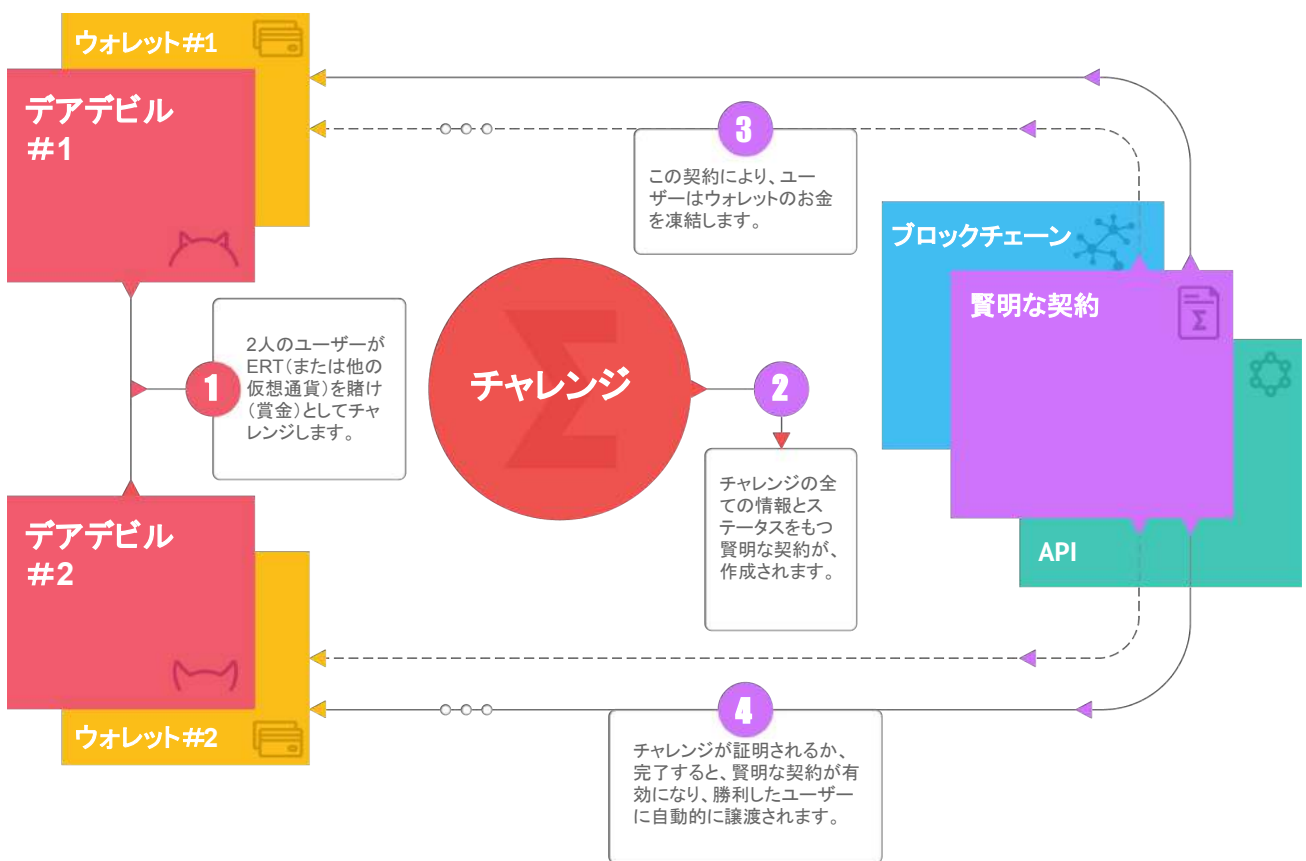 ウォレット#1
デアデビル
#1
3
この契約により、ユー
ザーはウォレットのお金
を凍結します。
ブロックチェーン
賢明な契約
1
2人のユーザーが
ERT(または他の
仮想通貨)を賭け
(賞金)としてチャ
レンジします。
チャレンジ
2
チャレンジの全
ての情報とス
テータスをもつ
賢明な契約が、
作成されます。
API
デアデビル
#2
ウォレット#2
4
チャレンジが証明されるか、
完了すると、賢明な契約が有
効になり、勝利したユーザー
に自動的に譲渡されます。